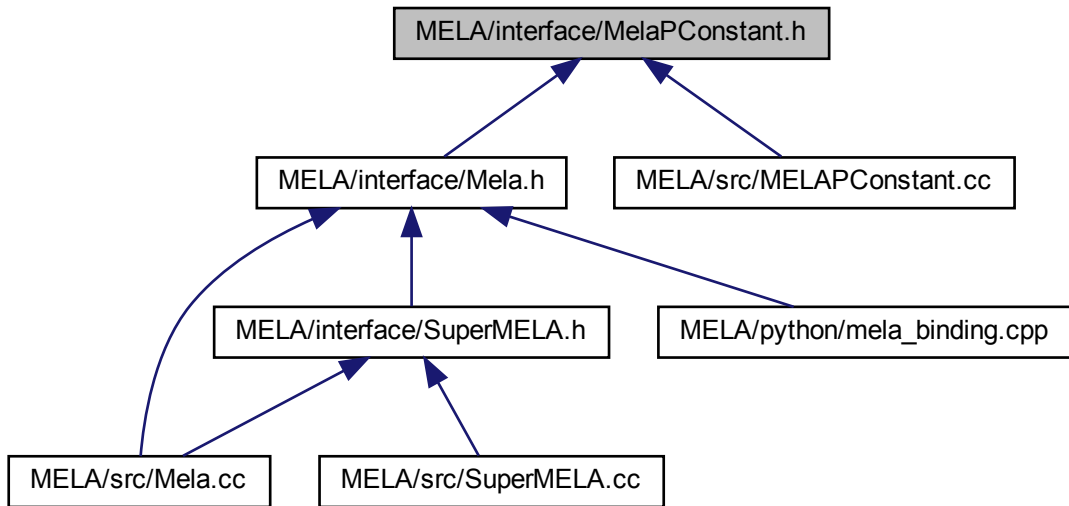 MELA/interface/MelaPConstant.h
MELA/interface/Mela.h
MELA/src/MELAPConstant.cc
MELA/interface/SuperMELA.h
MELA/python/mela_binding.cpp
MELA/src/Mela.cc
MELA/src/SuperMELA.cc